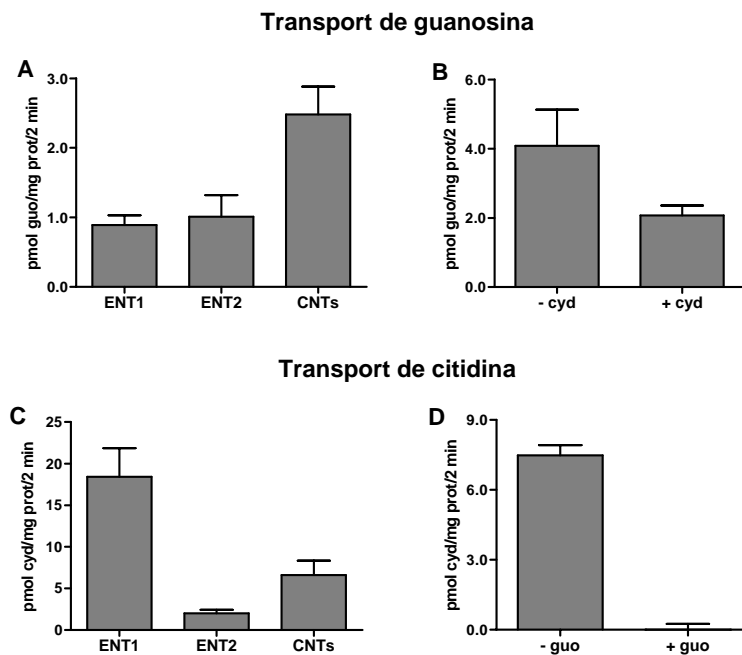 Transport de guanosina
A
pmol guo/mg prot/2 min
3.0
2.0
1.0
0.0
ENT1 ENT2 CNTs
B
pmol guo/mg prot/2 min
6.0
4.0
2.0
0.0
- cyd + cyd
Transport de citidina
C
pmol cyd/mg prot/2 min
25
20
15
10
5
0
ENT1 ENT2 CNTs
D
pmol cyd/mg prot/2 min
9.0
6.0
3.0
0.0
- guo + guo